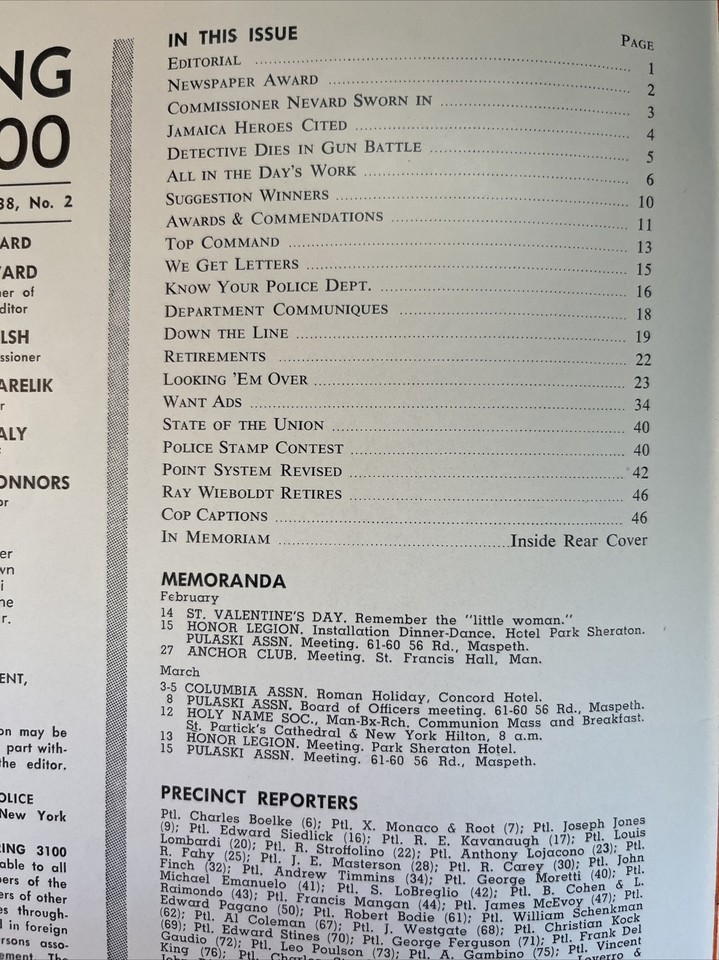 NG
00
38, No. 2
ARD
ARD
er of
ditor
LSH
ssioner
ARELIK
r
ALY
ONNORS
or
er
wn
i
ne
r.
ENT,
on may be
part with-
the editor.
OLICE
New York
ING 3100
able to all
ers of the
ers of other
es through-
l in foreign
rsons asso-
ement. The
IN THIS ISSUE
PAGE
EDITORIAL 1
NEWSPAPER AWARD 2
COMMISSIONER NEVARD SWORN IN 3
JAMAICA HEROES CITED 4
DETECTIVE DIES IN GUN BATTLE 5
ALL IN THE DAY'S WORK 6
SUGGESTION WINNERS 10
AWARDS & COMMENDATIONS 11
TOP COMMAND 13
WE GET LETTERS 15
KNOW YOUR POLICE DEPT. 16
DEPARTMENT COMMUNIQUES 18
DOWN THE LINE 19
RETIREMENTS 22
LOOKING 'EM OVER 23
WANT ADS 34
STATE OF THE UNION 40
POLICE STAMP CONTEST 40
POINT SYSTEM REVISED 42
RAY WIEBOLDT RETIRES 46
COP CAPTIONS 46
IN MEMORIAM Inside Rear Cover
MEMORANDA
February
14 ST. VALENTINE'S DAY. Remember the "little woman."
15 HONOR LEGION. Installation Dinner-Dance. Hotel Park Sheraton.
PULASKI ASSN. Meeting. 61-60 56 Rd., Maspeth.
27 ANCHOR CLUB. Meeting. St. Francis Hall, Man.
March
3-5 COLUMBIA ASSN. Roman Holiday, Concord Hotel.
8 PULASKI ASSN. Board of Officers meeting. 61-60 56 Rd., Maspeth.
12 HOLY NAME SOC., Man-Bx-Rch. Communion Mass and Breakfast.
St. Partick's Cathedral & New York Hilton, 8 a.m.
13 HONOR LEGION. Meeting. Park Sheraton Hotel.
15 PULASKI ASSN. Meeting. 61-60 56 Rd., Maspeth.
PRECINCT REPORTERS
Ptl. Charles Boelke (6); Ptl. X. Monaco & Root (7); Ptl. Joseph Jones
(9); Ptl. Edward Siedlick (16); Ptl. R. E. Kavanaugh (17); Ptl. Louis
Lombardi (20); Ptl. R. Stroffolino (22); Ptl. Anthony Lojacono (23); Ptl.
R. Fahy (25); Ptl. J. E. Masterson (28); Ptl. R. Carey (30); Ptl. John
Finch (32); Ptl. Andrew Timmins (34); Ptl. George Moretti (40); Ptl.
Michael Emanuelo (41); Ptl. S. LoBreglio (42); Ptl. B. Cohen & L.
Raimondo (43); Ptl. Francis Mangan (44); Ptl. James McEvoy (47); Ptl.
Edward Pagano (50); Ptl. Robert Bodie (61); Ptl. William Schenkman
(62); Ptl. Al Coleman (67); Ptl. J. Westgate (68); Ptl. Christian Kock
(69); Ptl. Edward Stines (70); Ptl. George Ferguson (71); Ptl. Frank Del
Gaudio (72); Ptl. Leo Poulson (73); Ptl. A. Gambino (75); Ptl. Vincent
King (76); Ptl.